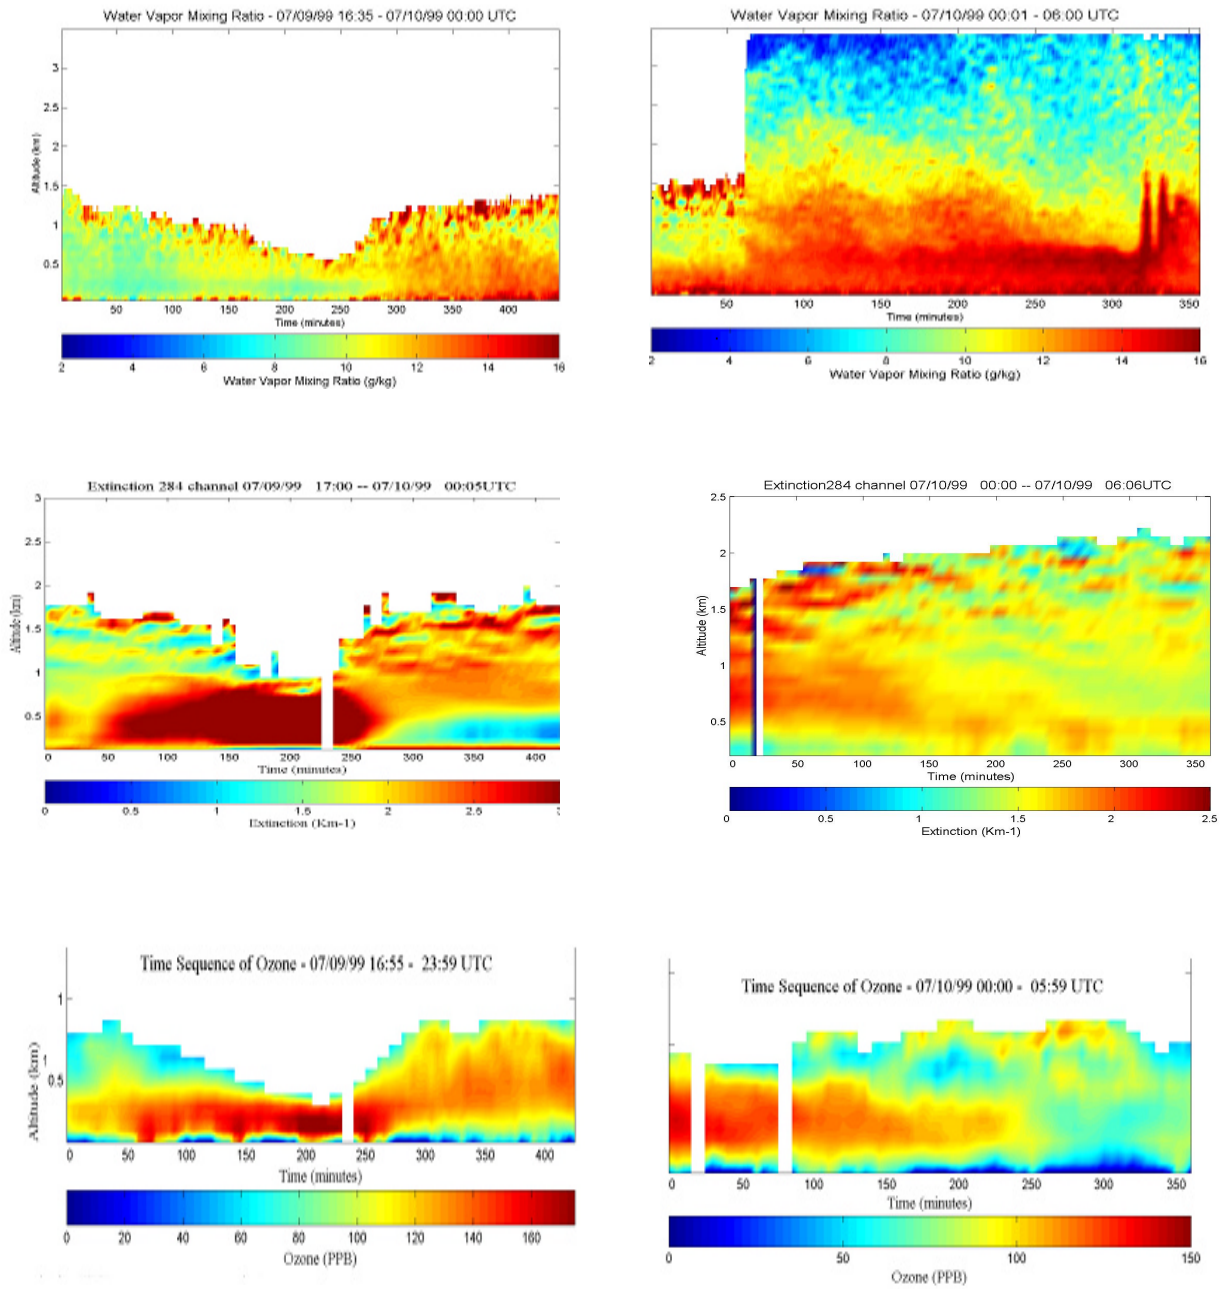 Water Vapor Mixing Ratio - 07/09/99 16:35 - 07/10/99 00:00 UTC
3
2.5
2
1.5
1
0.5
Altitude (km)
50 100 150 200 250 300 350 400
Time (minutes)
2 4 6 8 10 12 14 16
Water Vapor Mixing Ratio (g/kg)
Water Vapor Mixing Ratio - 07/10/99 00:01 - 06:00 UTC
50 100 150 200 250 300 350
Time (minutes)
2 4 6 8 10 12 14 16
Water Vapor Mixing Ratio (g/kg)
Extinction 284 channel 07/09/99 17:00 -- 07/10/99 00:05UTC
3
2.5
2
1.5
1
0.5
Altitude (km)
0 50 100 150 200 250 300 350 400
Time (minutes)
0 0.5 1 1.5 2 2.5
Extinction (Km-1)
Extinction284 channel 07/10/99 00:00 -- 07/10/99 06:06UTC
2.5
2
1.5
1
0.5
Altitude (km)
0 50 100 150 200 250 300 350
Time (minutes)
0 0.5 1 1.5 2 2.5
Extinction (Km-1)
Time Sequence of Ozone - 07/09/99 16:55 - 23:59 UTC
1
0.5
Altitude (km)
0 50 100 150 200 250 300 350 400
Time (minutes)
0 20 40 60 80 100 120 140 160
Ozone (PPB)
Time Sequence of Ozone - 07/10/99 00:00 - 05:59 UTC
0 50 100 150 200 250 300 350
Time (minutes)
0 50 100 150
Ozone (PPB)